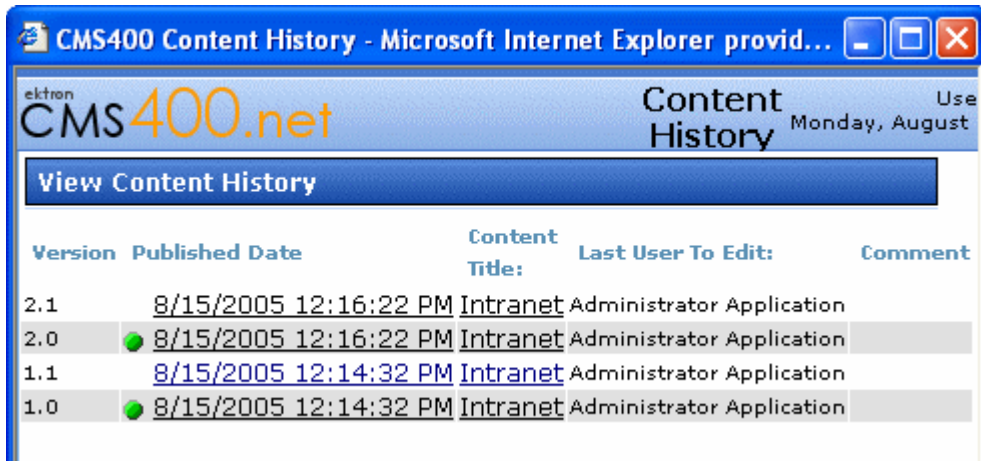 CMS400 Content History - Microsoft Internet Explorer provid...
ektron
CMS400.net
Content History
Use
Monday, August
View Content History
Version Published Date Content Title: Last User To Edit: Comment
2.1 8/15/2005 12:16:22 PM Intranet Administrator Application
2.0 8/15/2005 12:16:22 PM Intranet Administrator Application
1.1 8/15/2005 12:14:32 PM Intranet Administrator Application
1.0 8/15/2005 12:14:32 PM Intranet Administrator Application